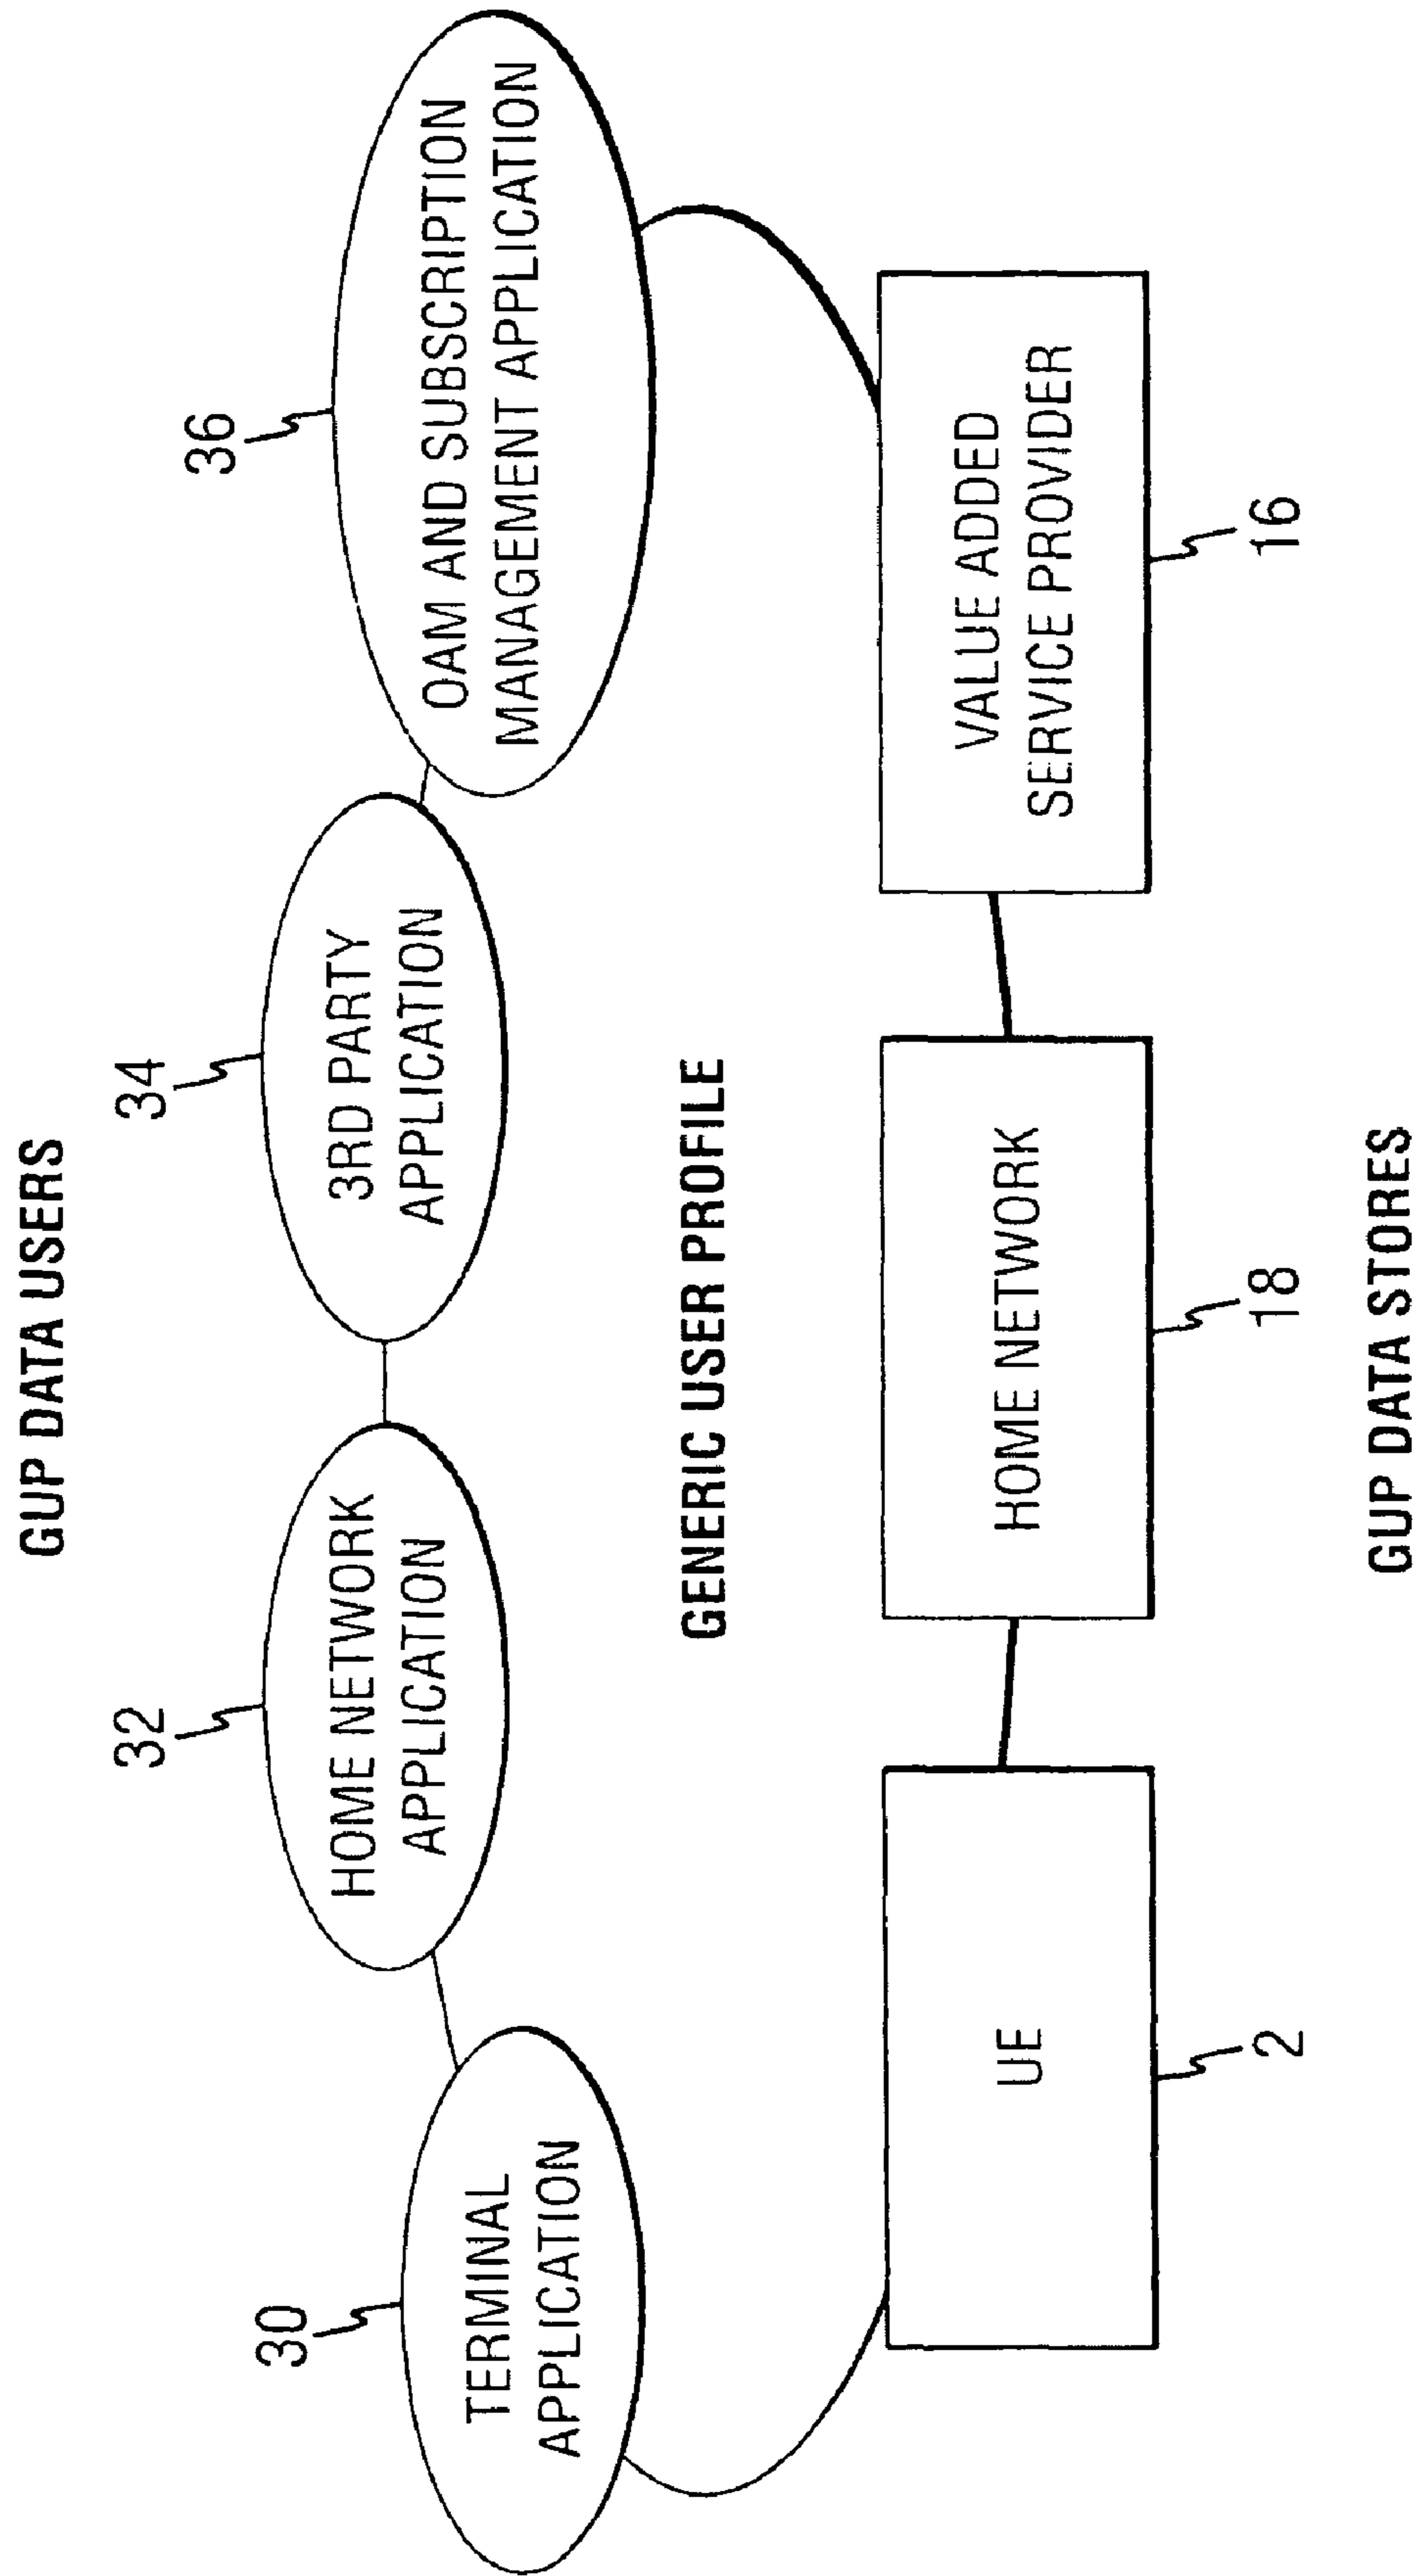 GUP DATA USERS
30
TERMINAL
APPLICATION
32
HOME NETWORK
APPLICATION
34
3RD PARTY
APPLICATION
36
OAM AND SUBSCRIPTION
MANAGEMENT APPLICATION
GENERIC USER PROFILE
UE
2
HOME NETWORK
18
VALUE ADDED
SERVICE PROVIDER
16
GUP DATA STORES